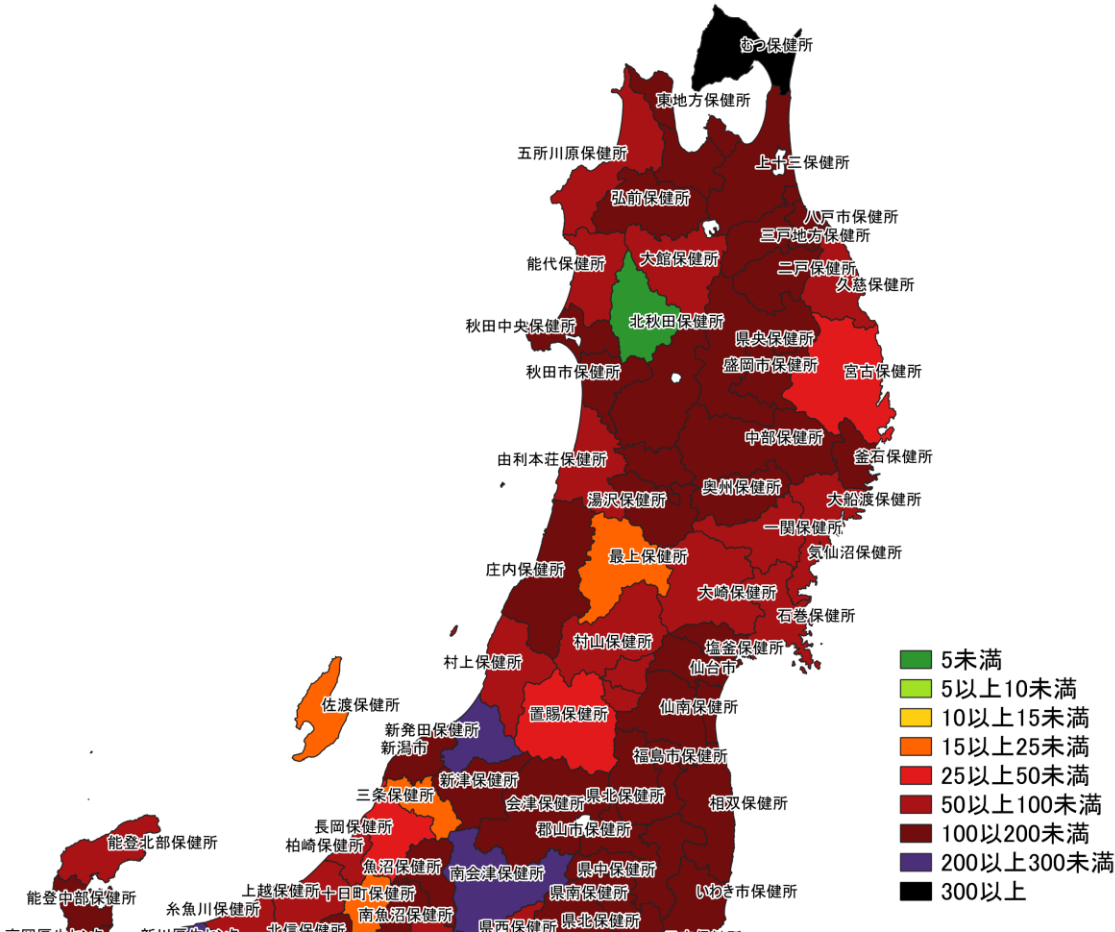 むつ保健所
東地方保健所
五所川原保健所
上十三保健所
弘前保健所
八戸市保健所
三戸地方保健所
大館保健所
能代保健所
二戸保健所
久慈保健所
北秋田保健所
秋田中央保健所
県央保健所
盛岡市保健所
秋田市保健所
宮古保健所
中部保健所
釜石保健所
由利本荘保健所
奥州保健所
湯沢保健所
大船渡保健所
一関保健所
気仙沼保健所
最上保健所
庄内保健所
大崎保健所
石巻保健所
村山保健所
塩釜保健所
村上保健所
仙台市
5未満
5以上10未満
佐渡保健所
仙南保健所
置賜保健所
10以上15未満
新発田保健所
新潟市
15以上25未満
福島市保健所
25以上50未満
新津保健所
三条保健所
会津保健所
県北保健所
相双保健所
50以上100未満
長岡保健所
郡山市保健所
100以200未満
能登北部保健所
柏崎保健所
200以上300未満
魚沼保健所
南会津保健所
県中保健所
300以上
上越保健所
十日町保健所
県南保健所
いわき市保健所
能登中部保健所
糸魚川保健所
南魚沼保健所
県北保健所
県西保健所
北信保健所